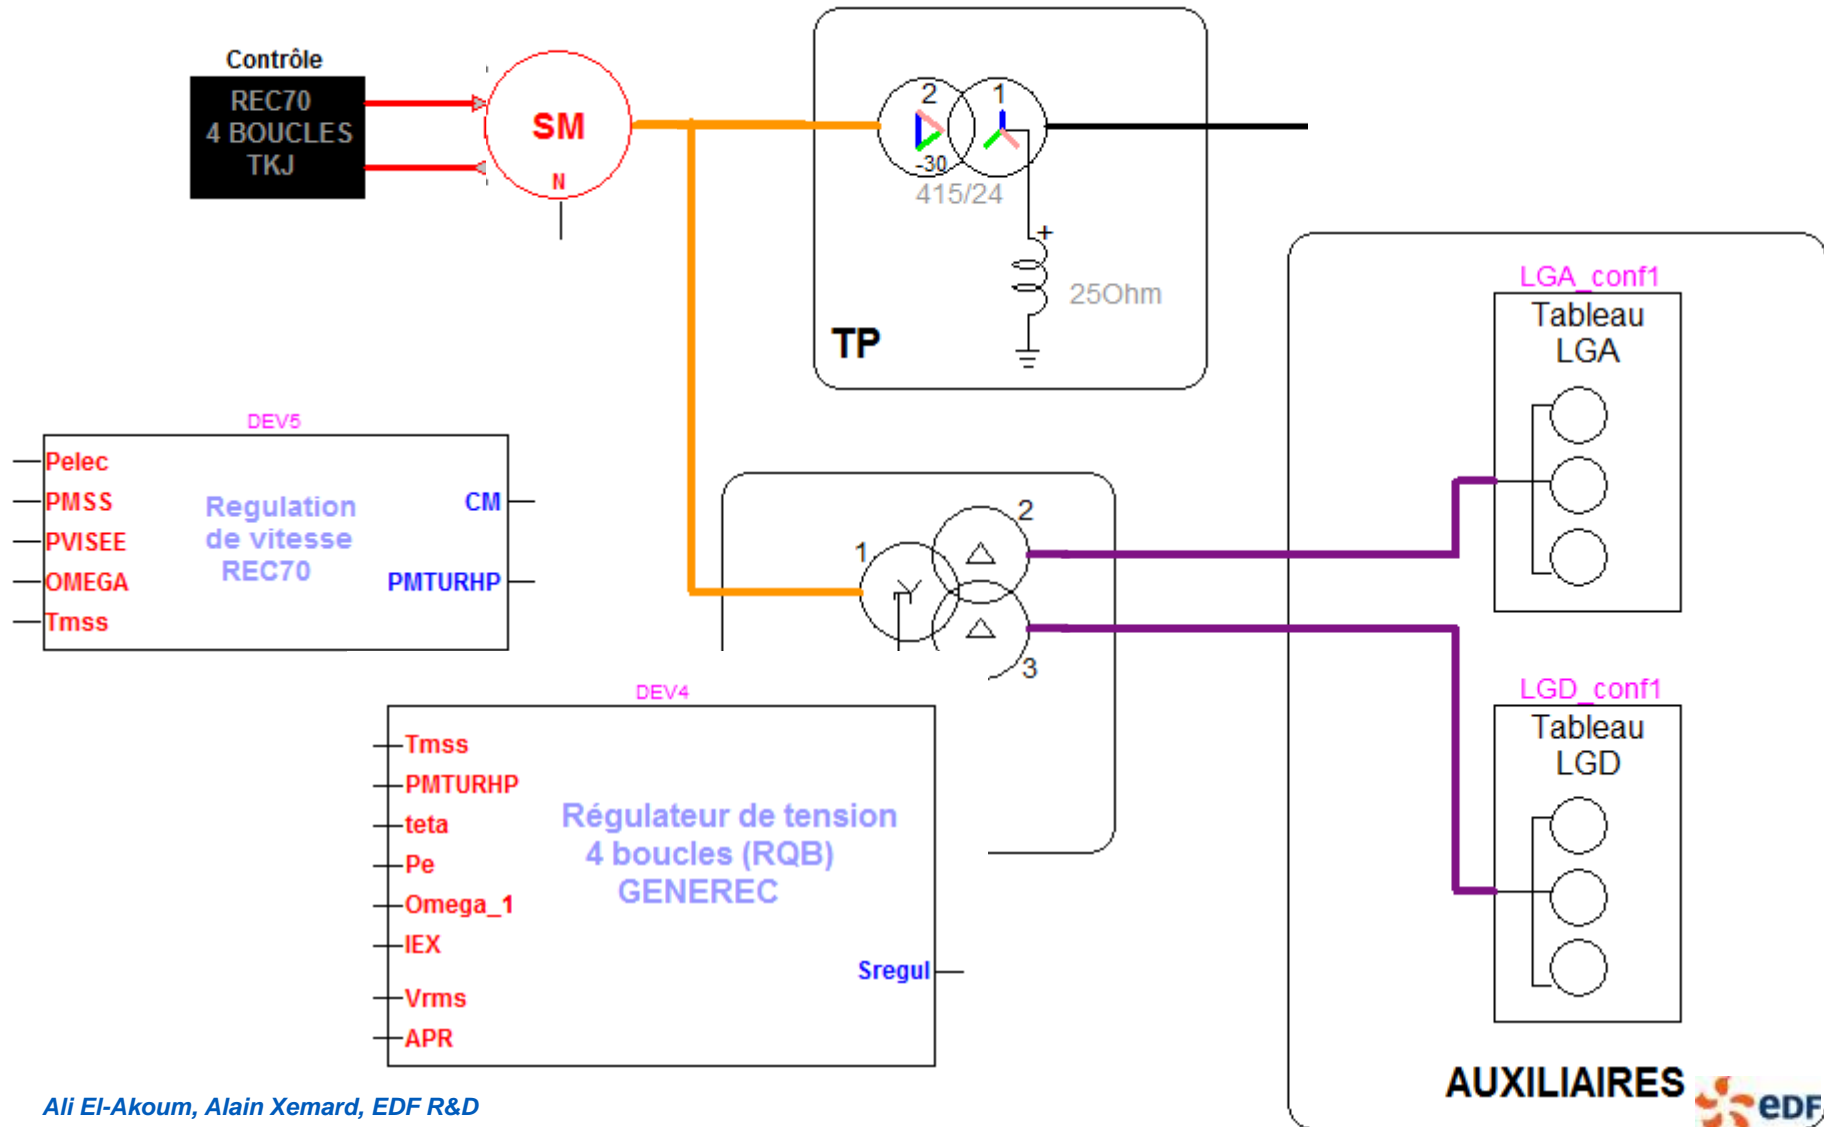 Contrôle
REC70
4 BOUCLES
TKJ
SM
N
2
1
-30
415/24
+
25Ohm
TP
LGA_conf1
Tableau
LGA
DEV5
Pelec
PMSS
PVISEE
OMEGA
Tmss
Regulation
de vitesse
REC70
CM
PMTURHP
1
2
3
DEV4
Tmss
PMTURHP
teta
Pe
Omega_1
IEX
Vrms
APR
Régulateur de tension
4 boucles (RQB)
GENEREC
Sregul
LGD_conf1
Tableau
LGD
AUXILIAIRES
eDF
Ali El-Akoum, Alain Xemard, EDF R&D